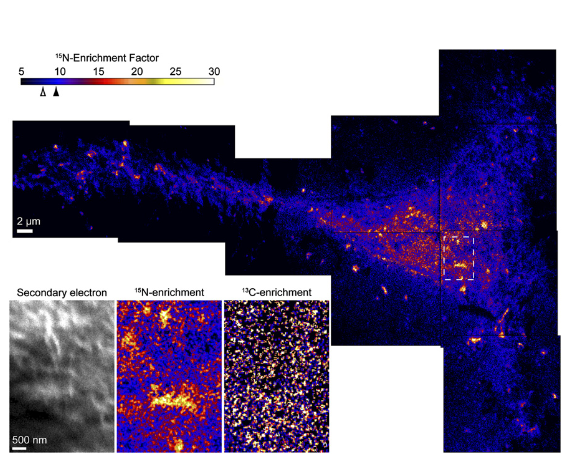 ¹⁵N-Enrichment Factor
5 10 15 20 25 30
2 μm
Secondary electron ¹⁵N-enrichment ¹³C-enrichment
500 nm